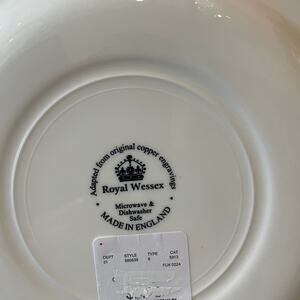 Adapted from original copper engravings
Royal Wessex
Microwave &
Dishwasher
Safe
MADE IN ENGLAND
DEPT STYLE TYPE CAT